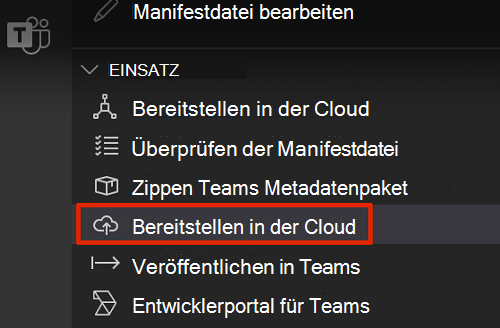 Manifestdatei bearbeiten
EINSATZ
Bereitstellen in der Cloud
Überprüfen der Manifestdatei
Zippen Teams Metadatenpaket
Bereitstellen in der Cloud
Veröffentlichen in Teams
Entwicklerportal für Teams